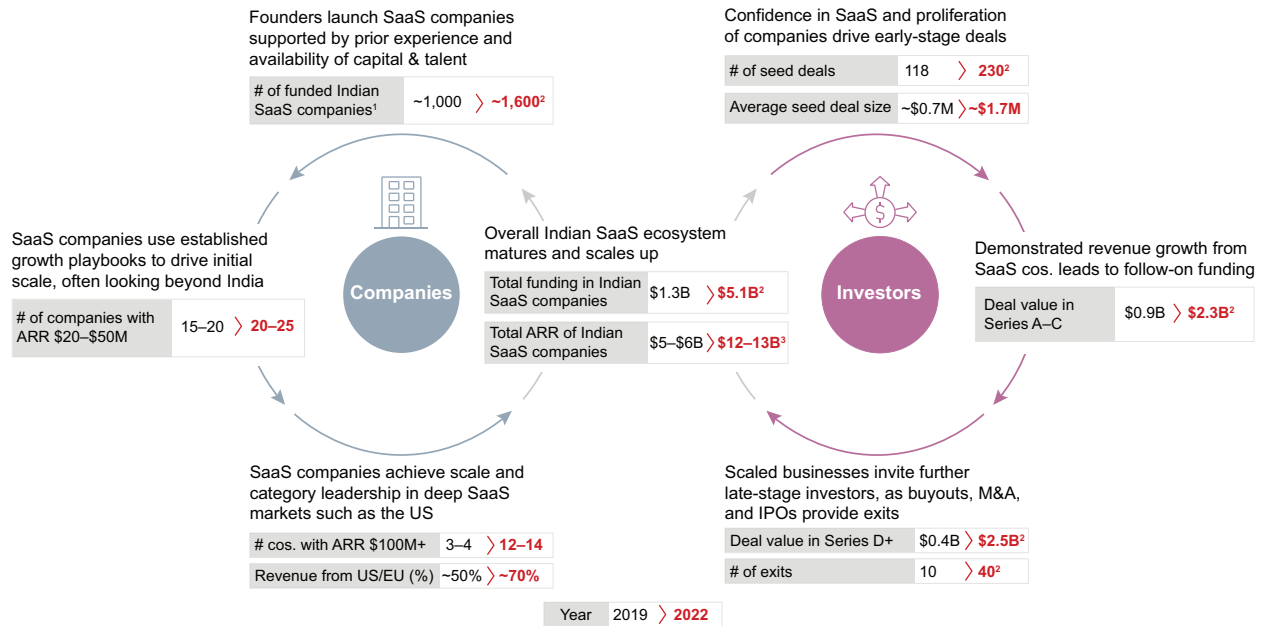 Founders launch SaaS companies
supported by prior experience and
availability of capital & talent
# of funded Indian
SaaS companies¹
~1,000 〉 ~1,600²
Confidence in SaaS and proliferation
of companies drive early-stage deals
# of seed deals 118 〉 230²
Average seed deal size ~$0.7M 〉 ~$1.7M
SaaS companies use established
growth playbooks to drive initial
scale, often looking beyond India
# of companies with
ARR $20–$50M
15–20 〉 20–25
Companies
Overall Indian SaaS ecosystem
matures and scales up
Total funding in Indian
SaaS companies
$1.3B 〉 $5.1B²
Total ARR of Indian
SaaS companies
$5–$6B 〉 $12–13B³
Investors
Demonstrated revenue growth from
SaaS cos. leads to follow-on funding
Deal value in
Series A–C
$0.9B 〉 $2.3B²
SaaS companies achieve scale and
category leadership in deep SaaS
markets such as the US
# cos. with ARR $100M+ 3–4 〉 12–14
Revenue from US/EU (%) ~50% 〉 ~70%
Scaled businesses invite further
late-stage investors, as buyouts, M&A,
and IPOs provide exits
Deal value in Series D+ $0.4B 〉 $2.5B²
# of exits 10 〉 40²
Year 2019 〉 2022